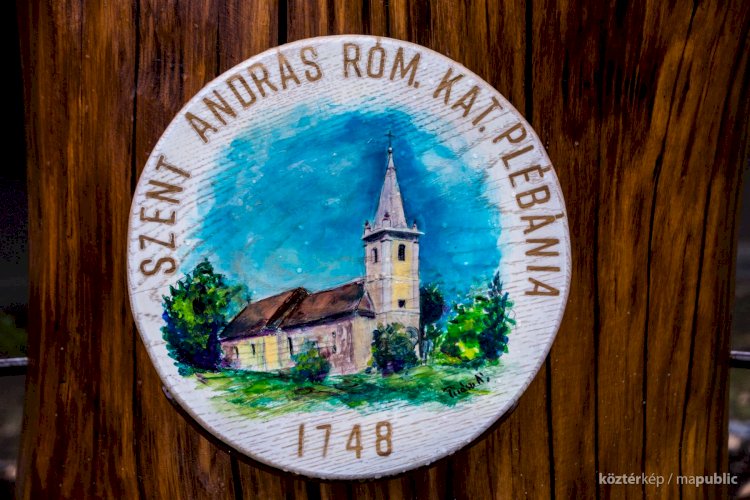 SZENT ANDRÁS RÓM. KAT. PLÉBÁNIA
1748
köztérkép / mapublic